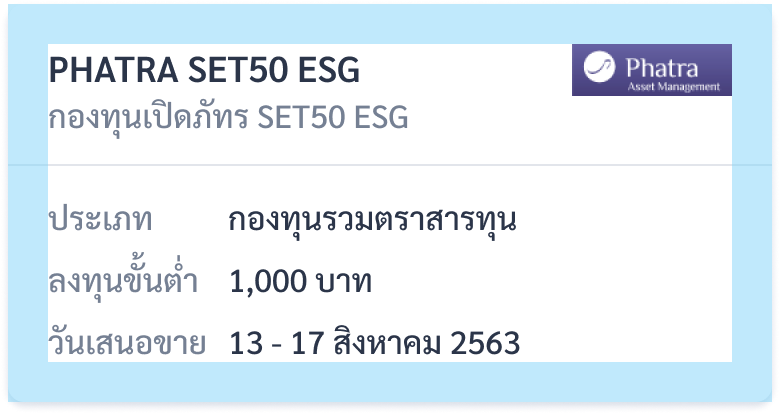 PHATRA SET50 ESG
Phatra
Asset Management
กองทุนเปิดภัทร SET50 ESG
ประเภท กองทุนรวมตราสารทุน
ลงทุนขั้นต่ำ 1,000 บาท
วันเสนอขาย 13 - 17 สิงหาคม 2563